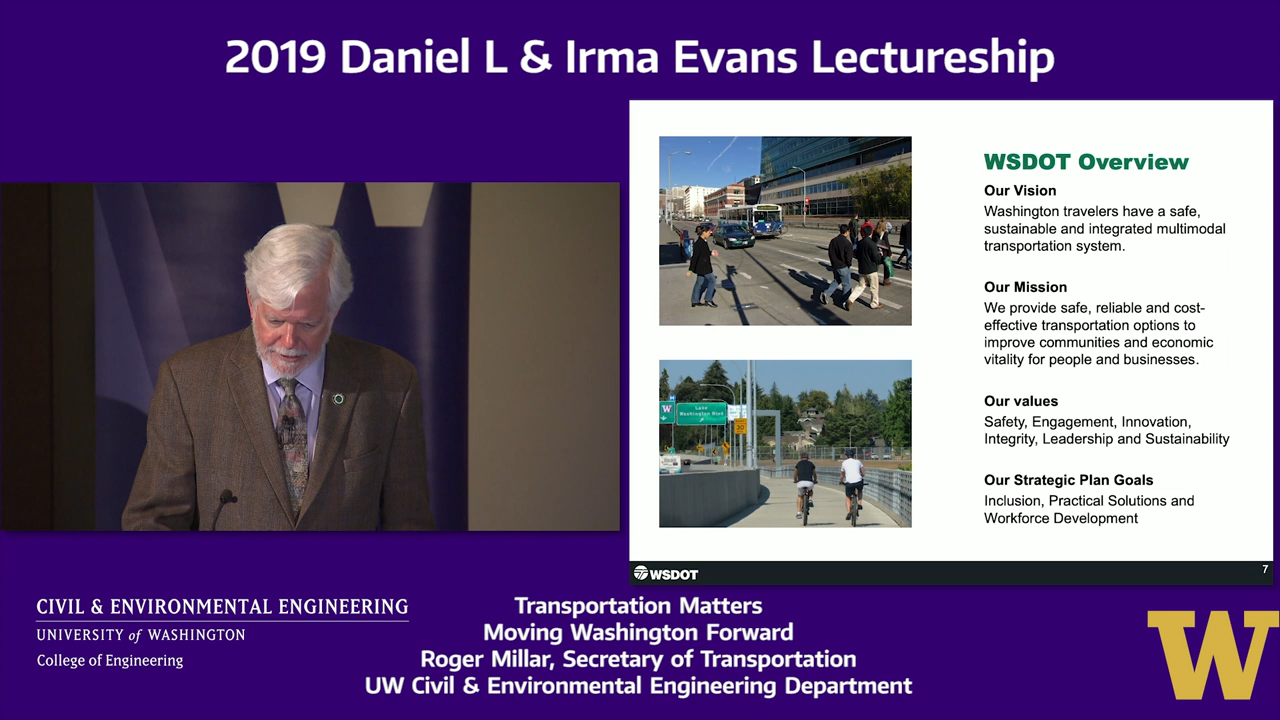 2019 Daniel L & Irma Evans Lectureship
WSDOT Overview
Our Vision
Washington travelers have a safe,
sustainable and integrated multimodal
transportation system.
Our Mission
We provide safe, reliable and cost-
effective transportation options to
improve communities and economic
vitality for people and businesses.
Our values
Safety, Engagement, Innovation,
Integrity, Leadership and Sustainability
Our Strategic Plan Goals
Inclusion, Practical Solutions and
Workforce Development
Lake
Washington Blvd
30
WSDOT
7
CIVIL & ENVIRONMENTAL ENGINEERING
UNIVERSITY of WASHINGTON
College of Engineering
Transportation Matters
Moving Washington Forward
Roger Millar, Secretary of Transportation
UW Civil & Environmental Engineering Department
W